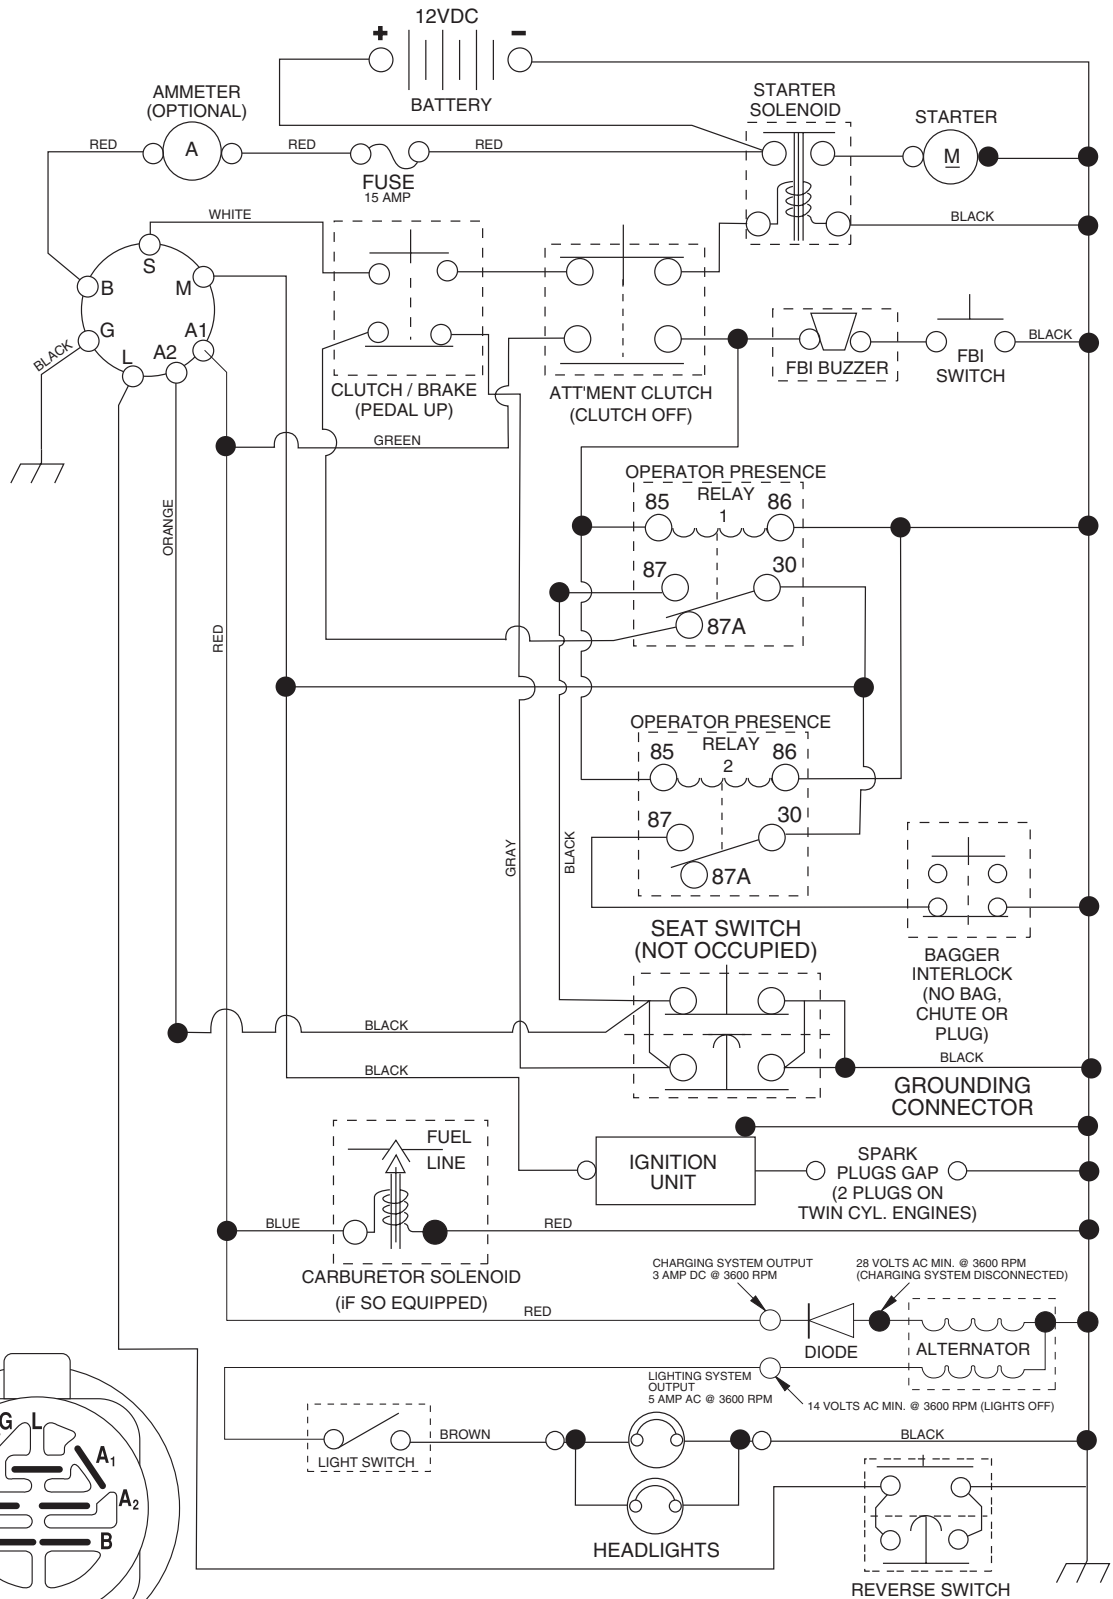 12VDC
+
−
BATTERY
AMMETER
(OPTIONAL)
RED
A
RED
FUSE
15 AMP
RED
STARTER
SOLENOID
STARTER
M
BLACK
WHITE
S
B
M
G
A1
L
A2
BLACK
CLUTCH / BRAKE
(PEDAL UP)
ATT'MENT CLUTCH
(CLUTCH OFF)
FBI BUZZER
FBI
SWITCH
BLACK
GREEN
ORANGE
RED
OPERATOR PRESENCE
RELAY
1
85
86
87
30
87A
OPERATOR PRESENCE
RELAY
2
85
86
87
30
87A
GRAY
BLACK
SEAT SWITCH
(NOT OCCUPIED)
BAGGER
INTERLOCK
(NO BAG,
CHUTE OR
PLUG)
BLACK
BLACK
BLACK
GROUNDING
CONNECTOR
FUEL
LINE
IGNITION
UNIT
SPARK
PLUGS GAP
(2 PLUGS ON
TWIN CYL. ENGINES)
BLUE
RED
CARBURETOR SOLENOID
(iF SO EQUIPPED)
CHARGING SYSTEM OUTPUT
3 AMP DC @ 3600 RPM
28 VOLTS AC MIN. @ 3600 RPM
(CHARGING SYSTEM DISCONNECTED)
RED
DIODE
ALTERNATOR
LIGHTING SYSTEM
OUTPUT
5 AMP AC @ 3600 RPM
14 VOLTS AC MIN. @ 3600 RPM (LIGHTS OFF)
LIGHT SWITCH
BROWN
BLACK
HEADLIGHTS
REVERSE SWITCH
G
L
A1
A2
B